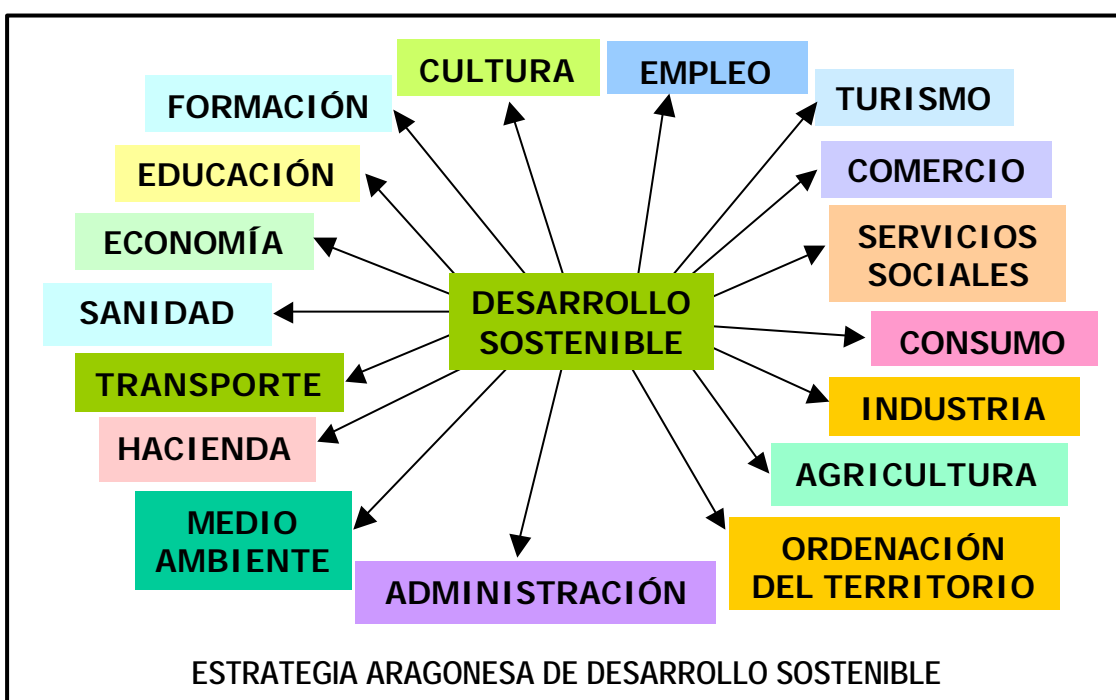 CULTURA
EMPLEO
FORMACIÓN
TURISMO
EDUCACIÓN
COMERCIO
ECONOMÍA
SERVICIOS
SOCIALES
SANIDAD
DESARROLLO
SOSTENIBLE
CONSUMO
TRANSPORTE
INDUSTRIA
HACIENDA
AGRICULTURA
MEDIO
AMBIENTE
ORDENACIÓN
DEL TERRITORIO
ADMINISTRACIÓN
ESTRATEGIA ARAGONESA DE DESARROLLO SOSTENIBLE